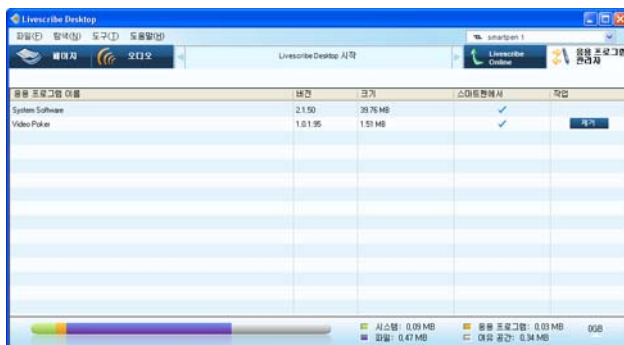 Livescribe Desktop
파일(F) 탐색(N) 도구(T) 도움말(H) smartpen 1
페이지 오디오 Livescribe Desktop 시작 Livescribe Online 응용 프로그램 관리자
응용 프로그램 이름 버전 크기 스마트펜에서 작업
System Software 2.1.50 39.76 MB
Video Poker 1.0.1.95 1.51 MB 제거
시스템: 0,09 MB 응용 프로그램: 0,03 MB 0GB
파일: 0,47 MB 여유 공간: 0,34 MB